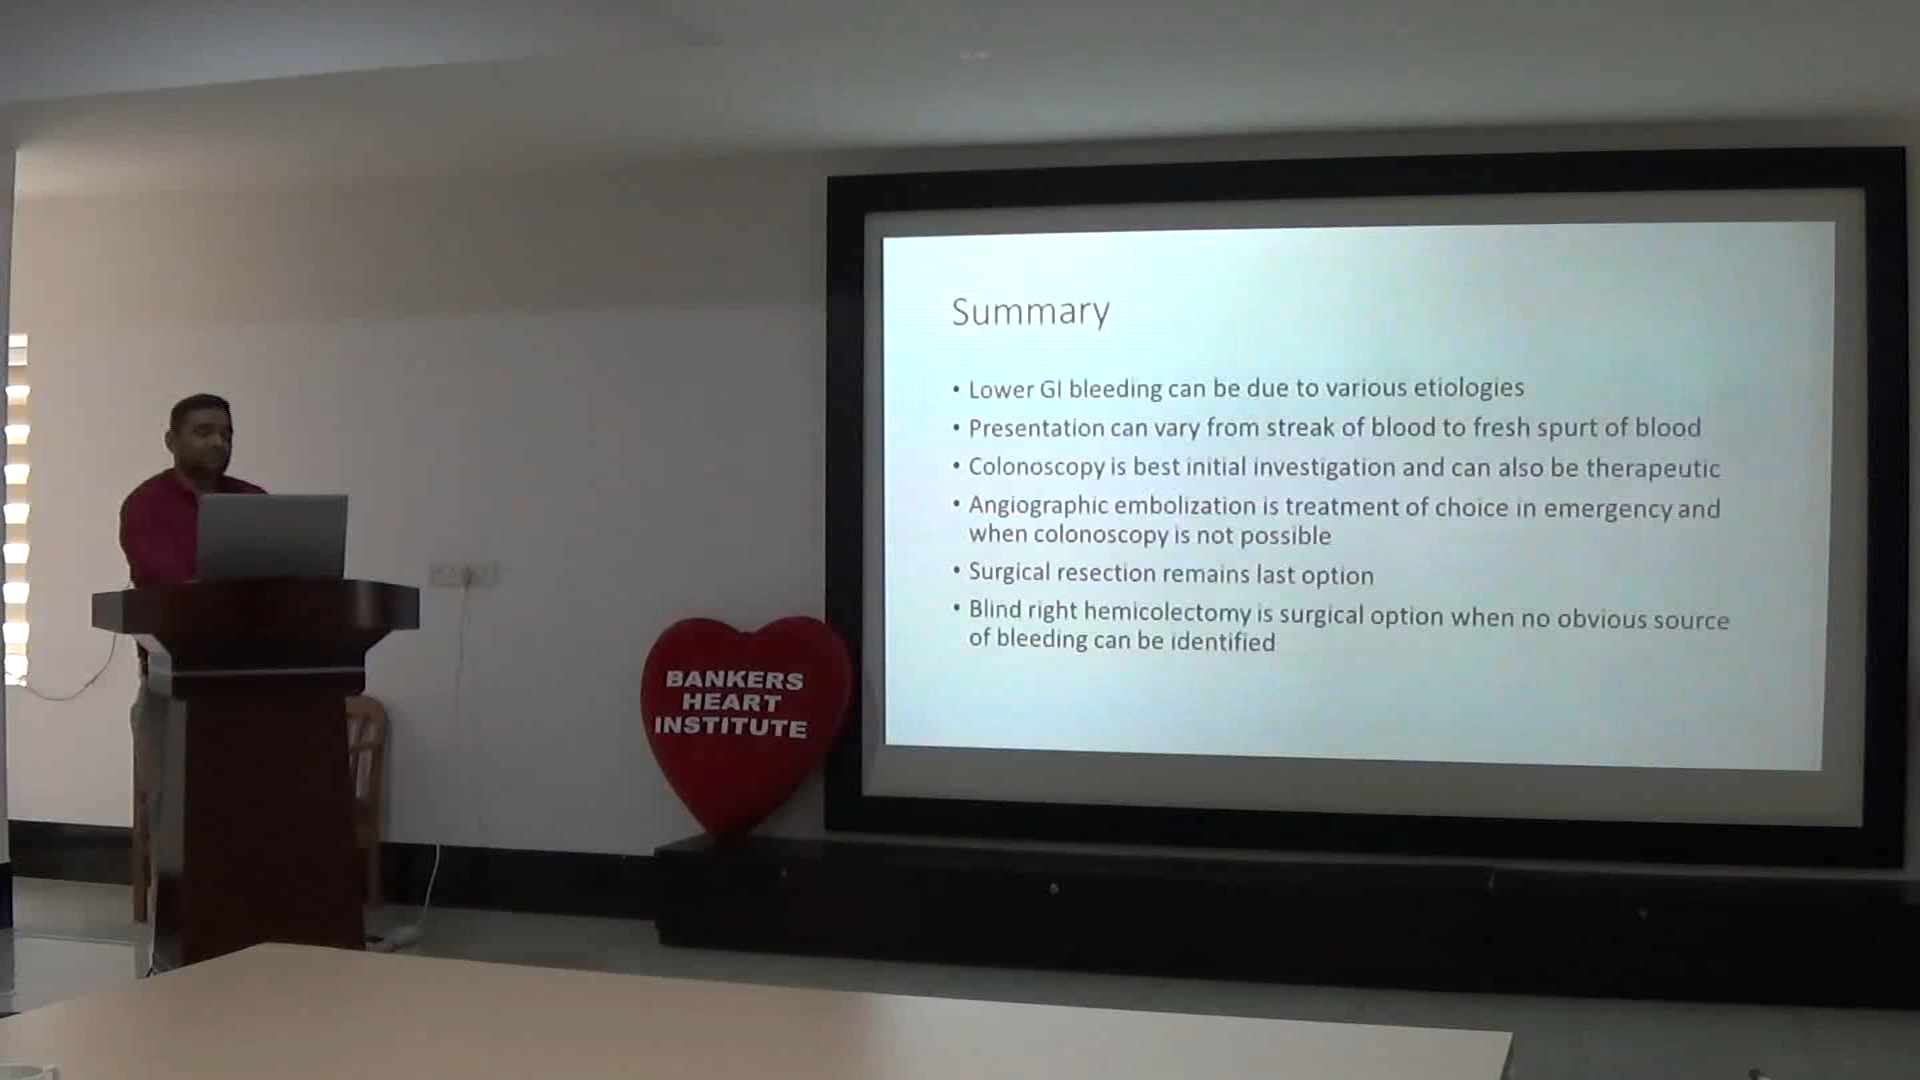 Summary
• Lower GI bleeding can be due to various etiologies
• Presentation can vary from streak of blood to fresh spurt of blood
• Colonoscopy is best initial investigation and can also be therapeutic
• Angiographic embolization is treatment of choice in emergency and
when colonoscopy is not possible
• Surgical resection remains last option
• Blind right hemicolectomy is surgical option when no obvious source
of bleeding can be identified
BANKERS
HEART
INSTITUTE